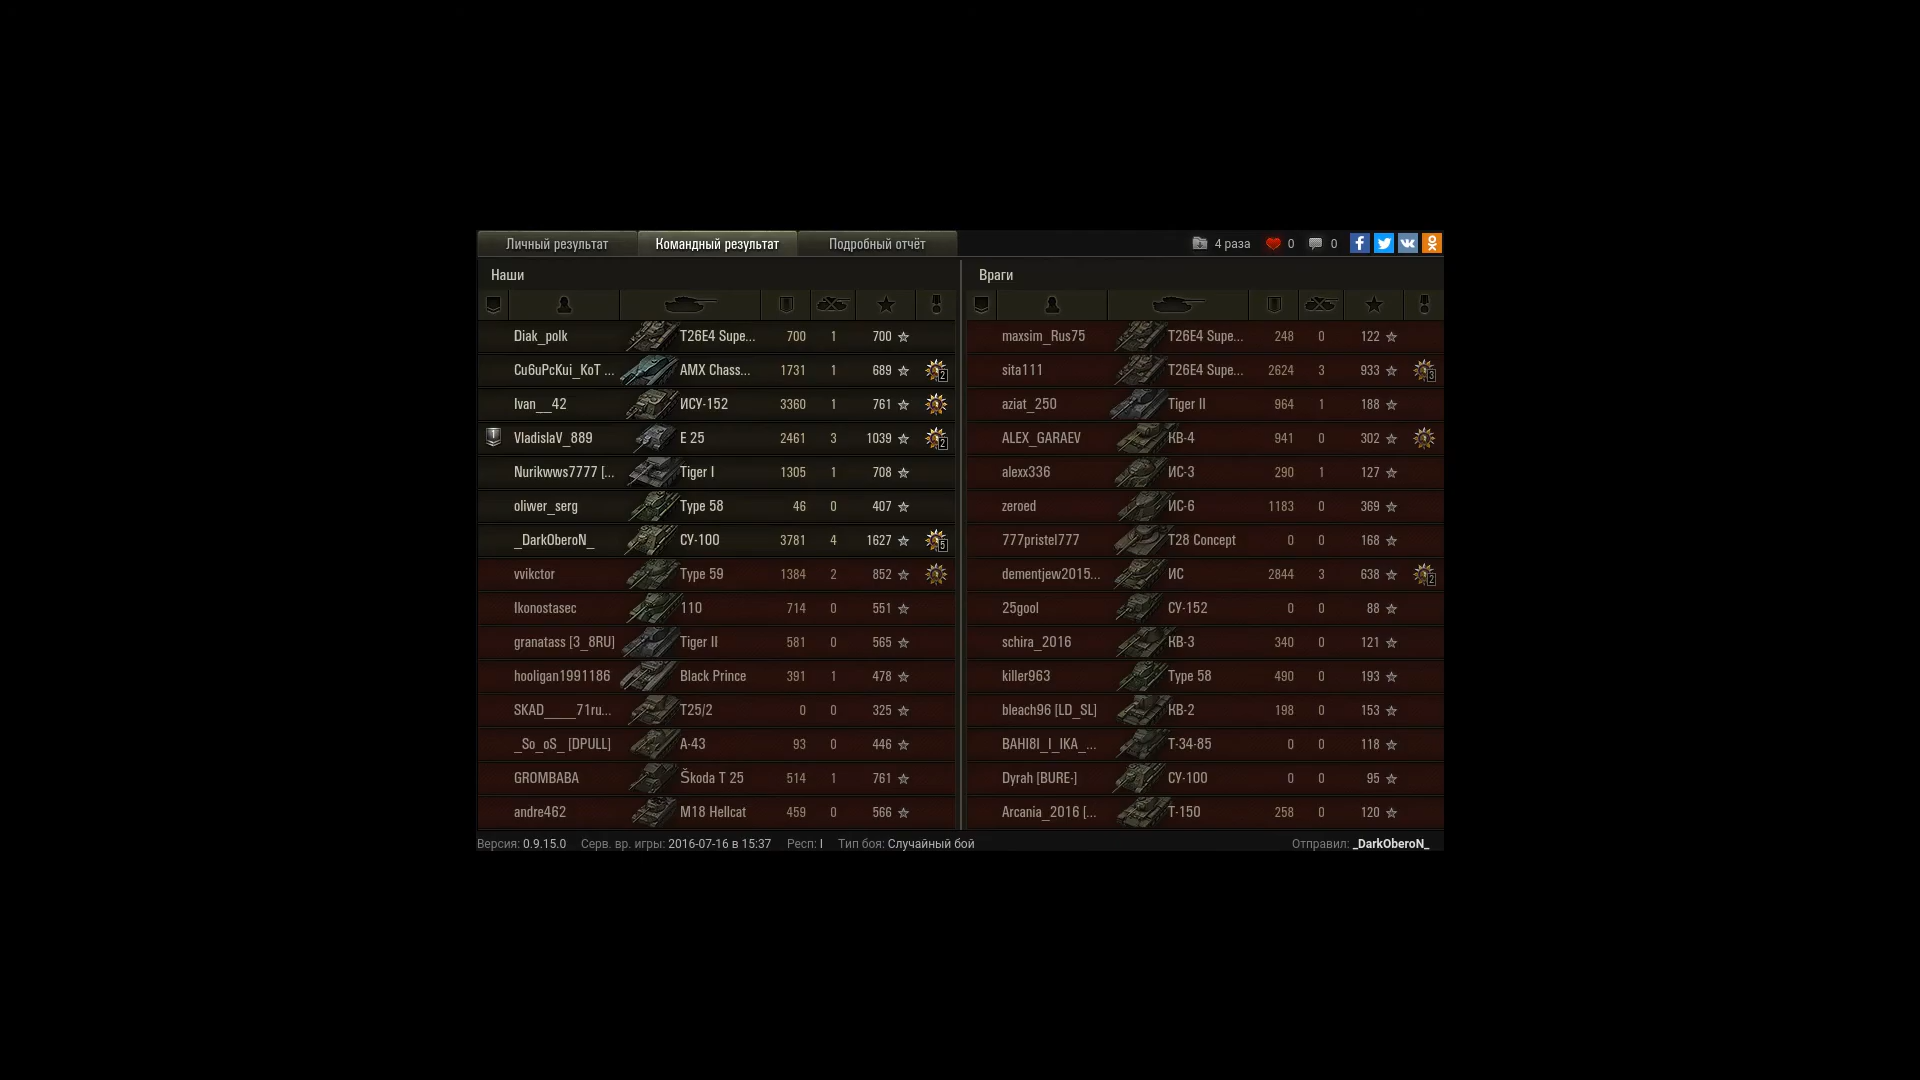 Личный результат Командный результат Подробный отчёт 4 раза 0 0
Наши Враги
Diak_polk T26E4 Supe... 700 1 700 maxsim_Rus75 T26E4 Supe... 248 0 122
Cu6uPcKui_KoT ... AMX Chass... 1731 1 689 2 sita111 T26E4 Supe... 2624 3 933 3
Ivan__42 ИСУ-152 3360 1 761 aziat_250 Tiger II 964 1 188
1 VladislaV_889 E 25 2461 3 1039 2 ALEX_GARAEV КВ-4 941 0 302
Nurikwws7777 [... Tiger I 1305 1 708 alexx336 ИС-3 290 1 127
oliwer_serg Type 58 46 0 407 zeroed ИС-6 1183 0 369
_DarkOberoN_ СУ-100 3781 4 1627 5 777pristel777 T28 Concept 0 0 168
vvikctor Type 59 1384 2 852 dementjew2015... ИС 2844 3 638 2
Ikonostasec 110 714 0 551 25gool СУ-152 0 0 88
granatass [3_8RU] Tiger II 581 0 565 schira_2016 КВ-3 340 0 121
hooligan1991186 Black Prince 391 1 478 killer963 Type 58 490 0 193
SKAD____71ru... T25/2 0 0 325 bleach96 [LD_SL] КВ-2 198 0 153
_So_oS_ [DPULL] А-43 93 0 446 BAHI8I_I_IKA_... Т-34-85 0 0 118
GROMBABA Škoda T 25 514 1 761 Dyrah [BURE-] СУ-100 0 0 95
andre462 M18 Hellcat 459 0 566 Arcania_2016 [... Т-150 258 0 120
Версия: 0.9.15.0 Серв. вр. игры: 2016-07-16 в 15:37 Респ: I Тип боя: Случайный бой Отправил: _DarkOberoN_